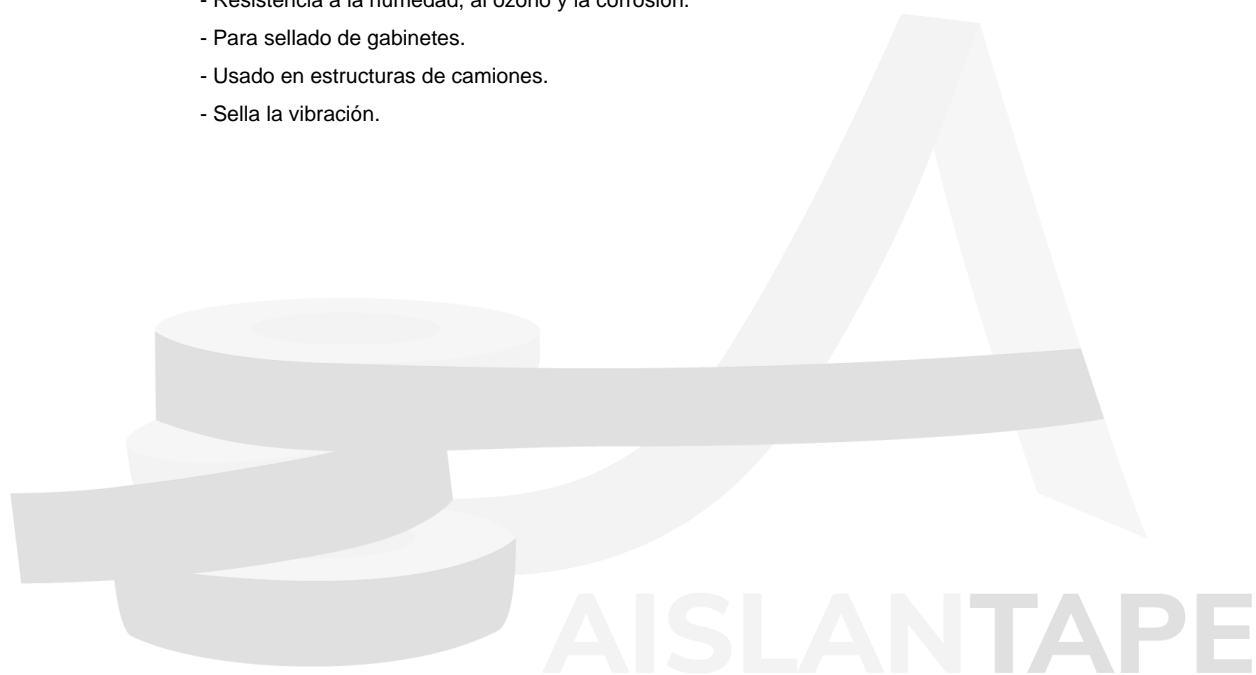 - Resistencia a la humedad, al ozono y la corrosión.
- Para sellado de gabinetes.
- Usado en estructuras de camiones.
- Sella la vibración.
AISLANTAPE